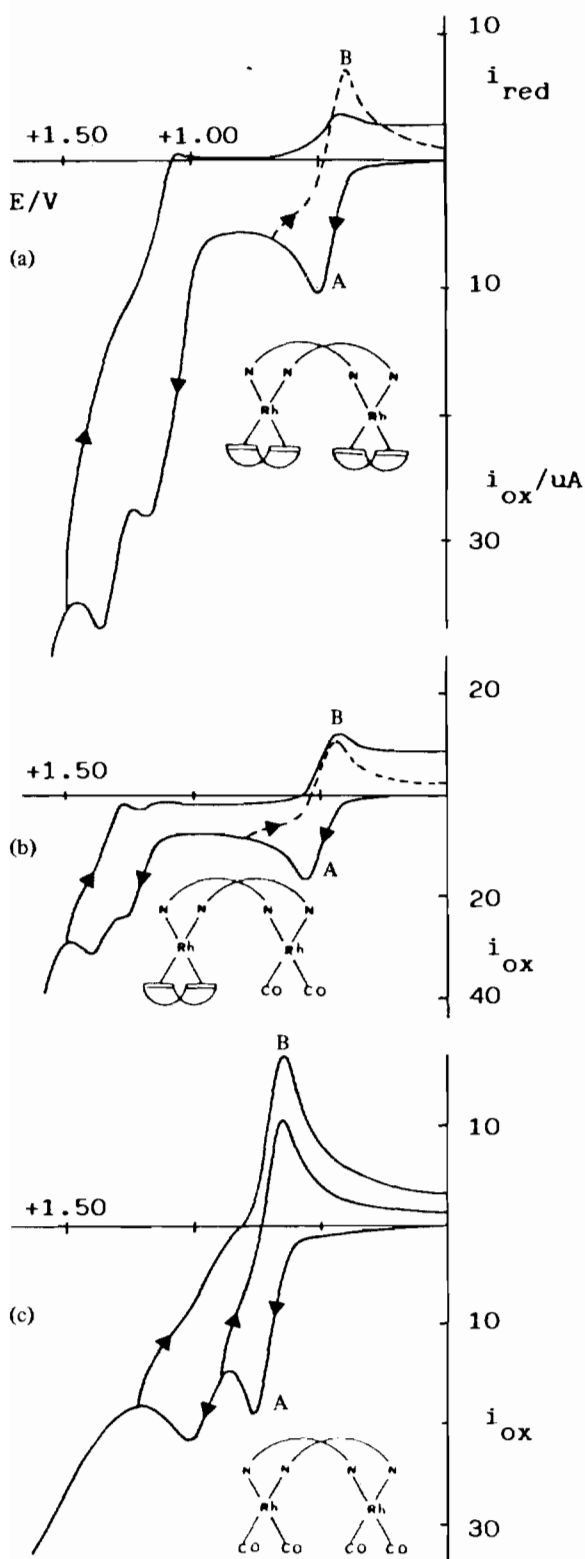 10
B
i red
+1.50 +1.00
E/V
(a)
A
10
N N N N
Rh Rh
i ox/uA
30
20
B
+1.50
(b)
A
20
N N N N
Rh Rh
i ox
CO CO
40
B
10
+1.50
(c)
10
A
i ox
N N N N
Rh Rh
CO CO CO CO
30